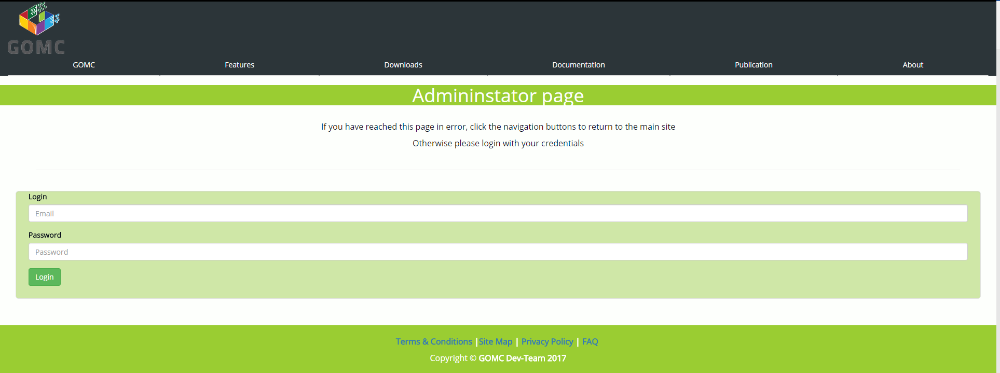 GOMC
GOMC Features Downloads Documentation Publication About
Admininstator page
If you have reached this page in error, click the navigation buttons to return to the main site
Otherwise please login with your credentials
Login
Email
Password
Password
Login
Terms & Conditions |Site Map | Privacy Policy | FAQ
Copyright © GOMC Dev-Team 2017